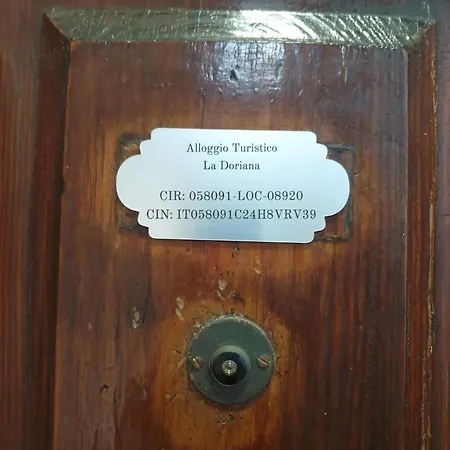 Alloggio Turistico
La Doriana
CIR: 058091-LOC-08920
CIN: IT058091C24H8VRV39